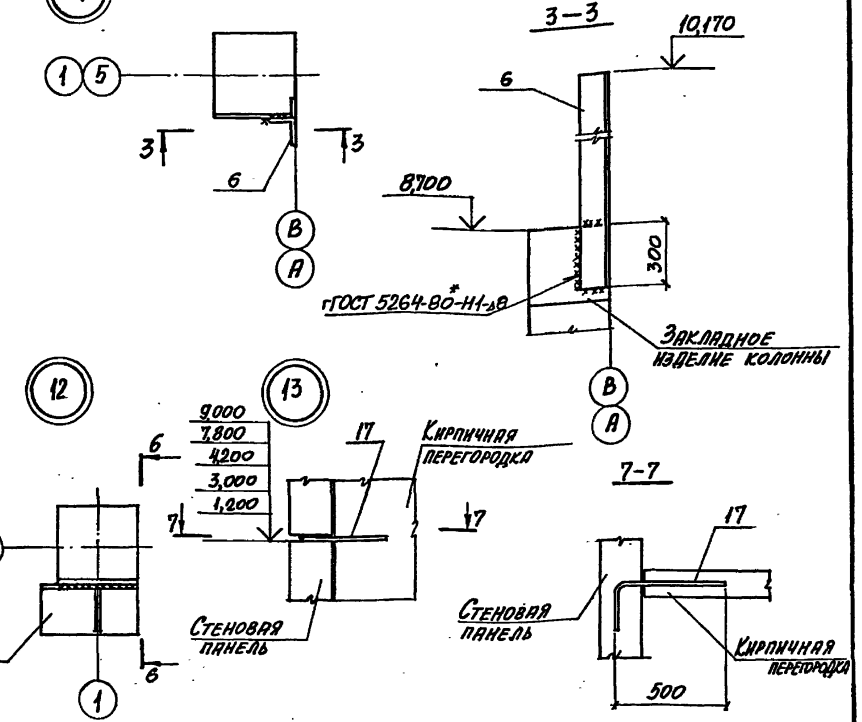 3–3
10,170
1
5
6
3
3
6
8,700
В
А
300
гГОСТ 5264-80*-Н1-⊿8
ЗАКЛАДНОЕ
ИЗДЕЛИЕ КОЛОННЫ
В
А
12
13
9,000
7,800
4,200
3,000
1,200
17
КИРПИЧНАЯ
ПЕРЕГОРОДКА
6
7
7
7-7
17
СТЕНОВАЯ
ПАНЕЛЬ
СТЕНОВАЯ
ПАНЕЛЬ
КИРПИЧНАЯ
ПЕРЕГОРОДКА
6
1
500